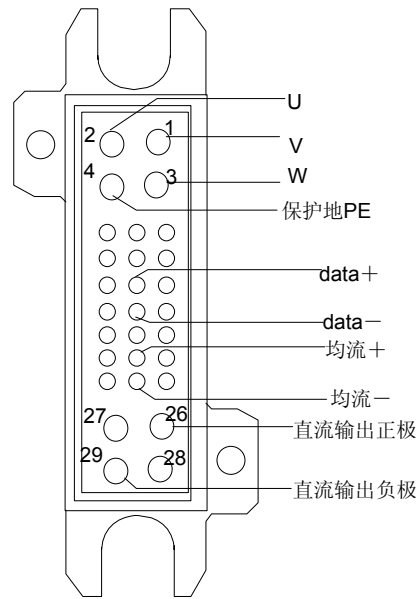 U
2
1
V
4
3
W
保护地PE
data＋
data－
均流＋
均流－
27
26
直流输出正极
29
28
直流输出负极